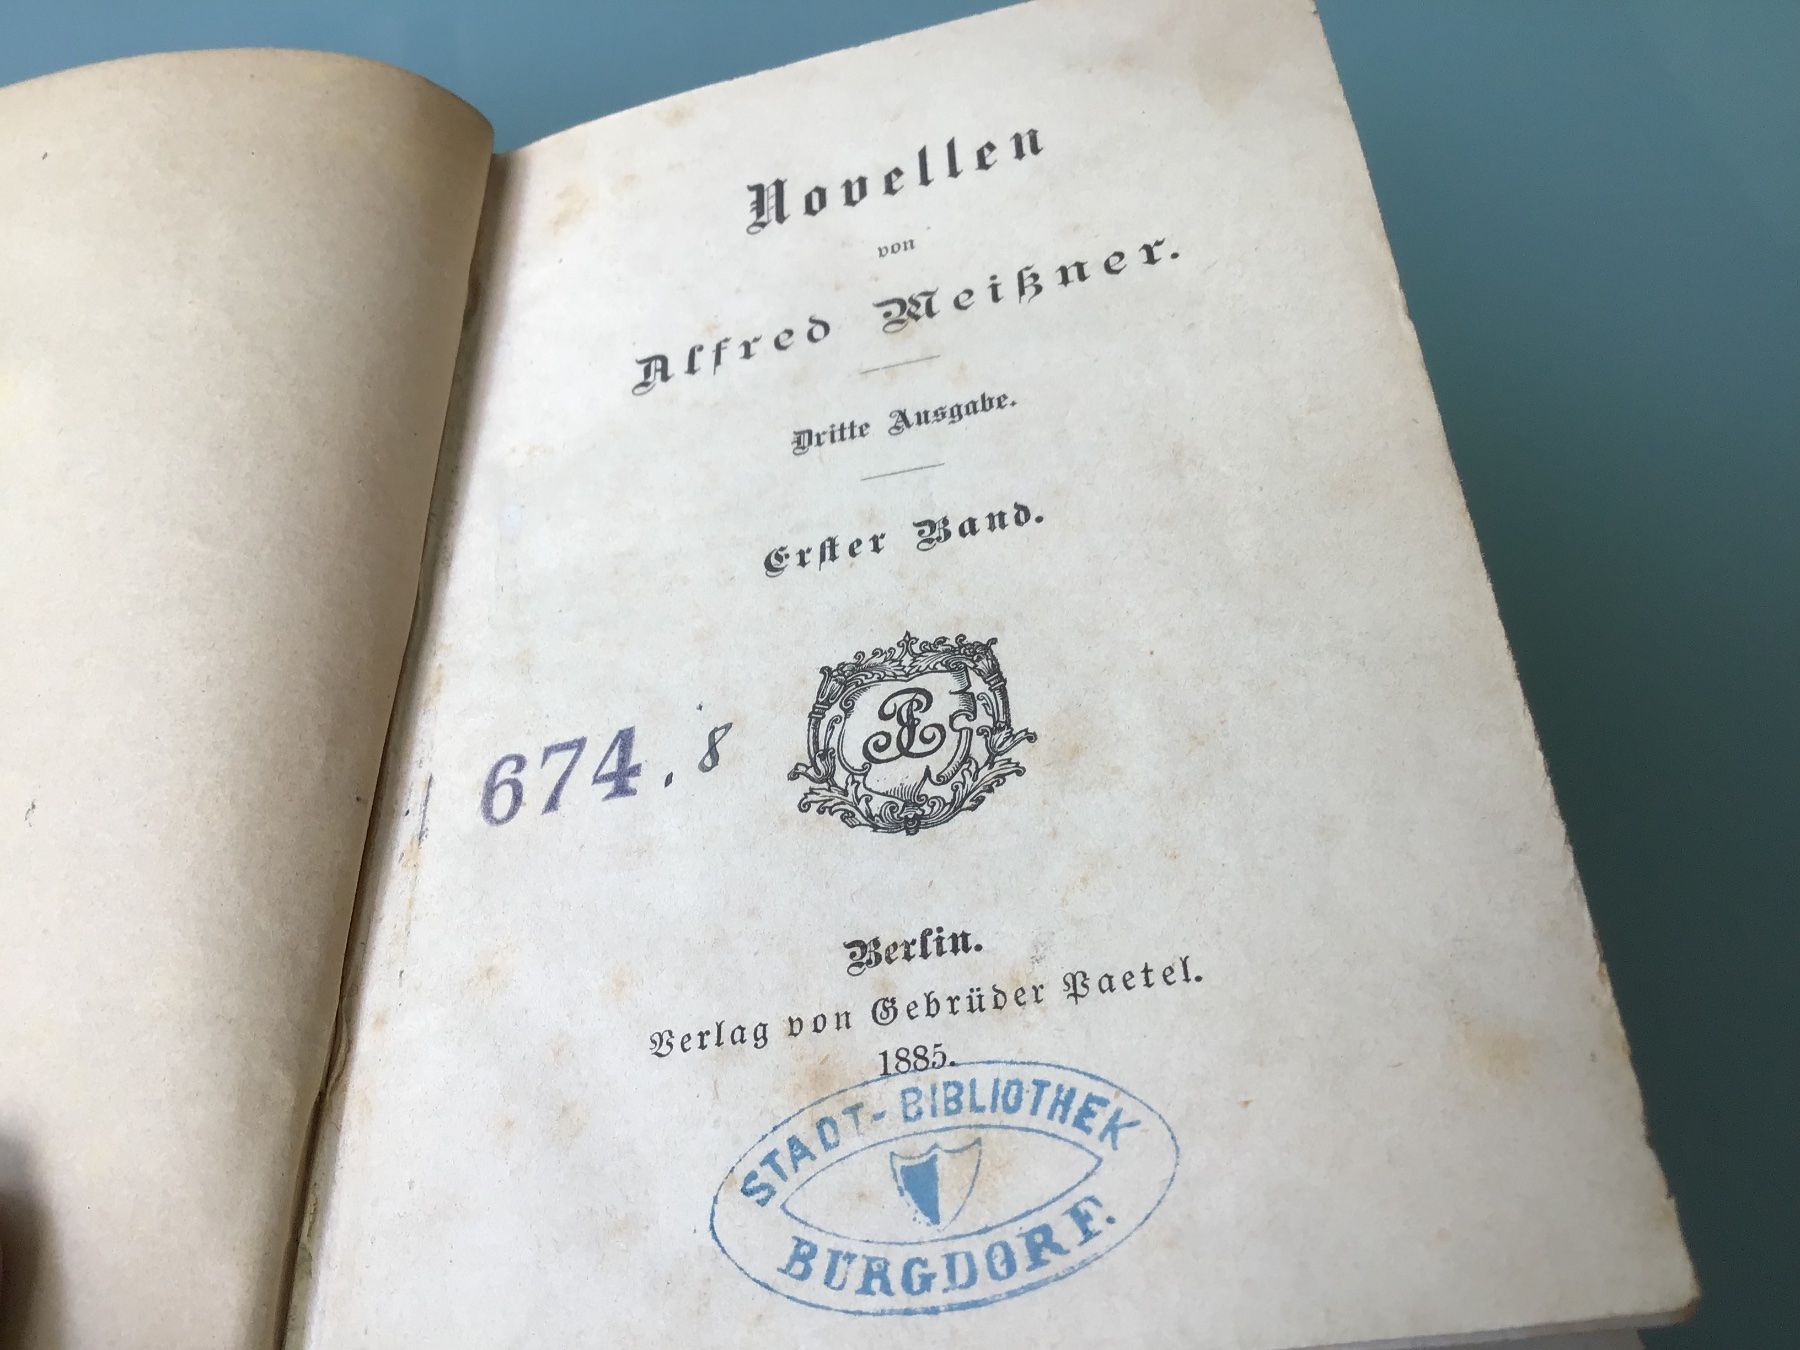 Novellen
von
Alfred Meißner.
Dritte Ausgabe.
Erster Band.
674.8
Berlin.
Verlag von Gebrüder Paetel.
1885.
STADT-BIBLIOTHEK
BURGDORF.